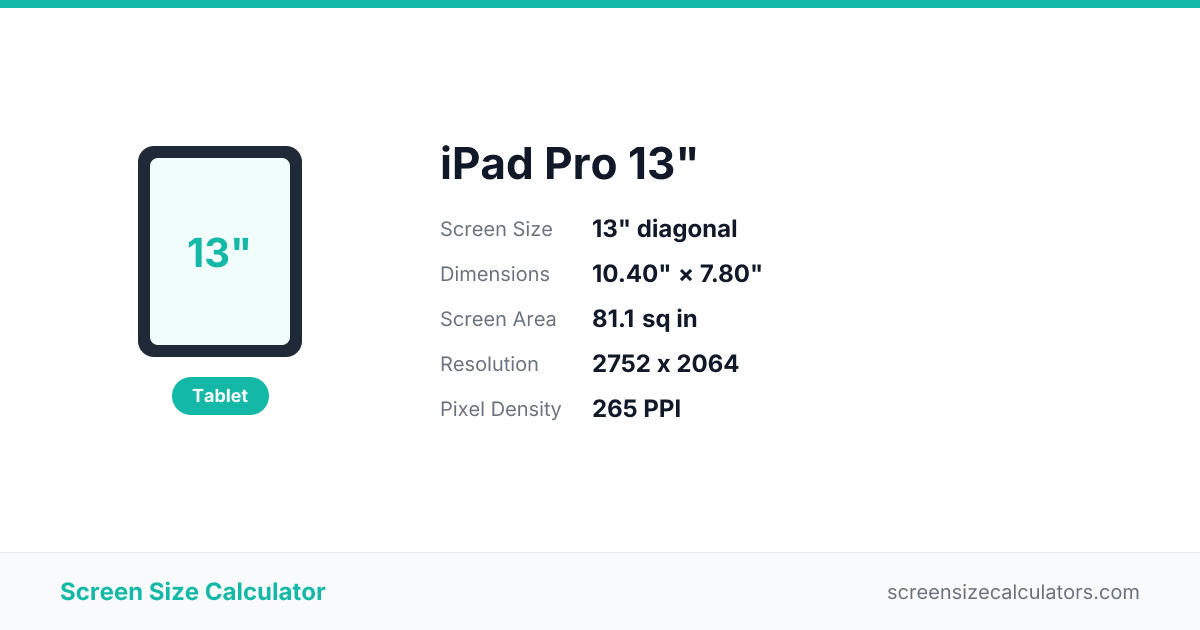 13"
Tablet
iPad Pro 13"
Screen Size 13" diagonal
Dimensions 10.40" × 7.80"
Screen Area 81.1 sq in
Resolution 2752 x 2064
Pixel Density 265 PPI
Screen Size Calculator
screensizecalculators.com